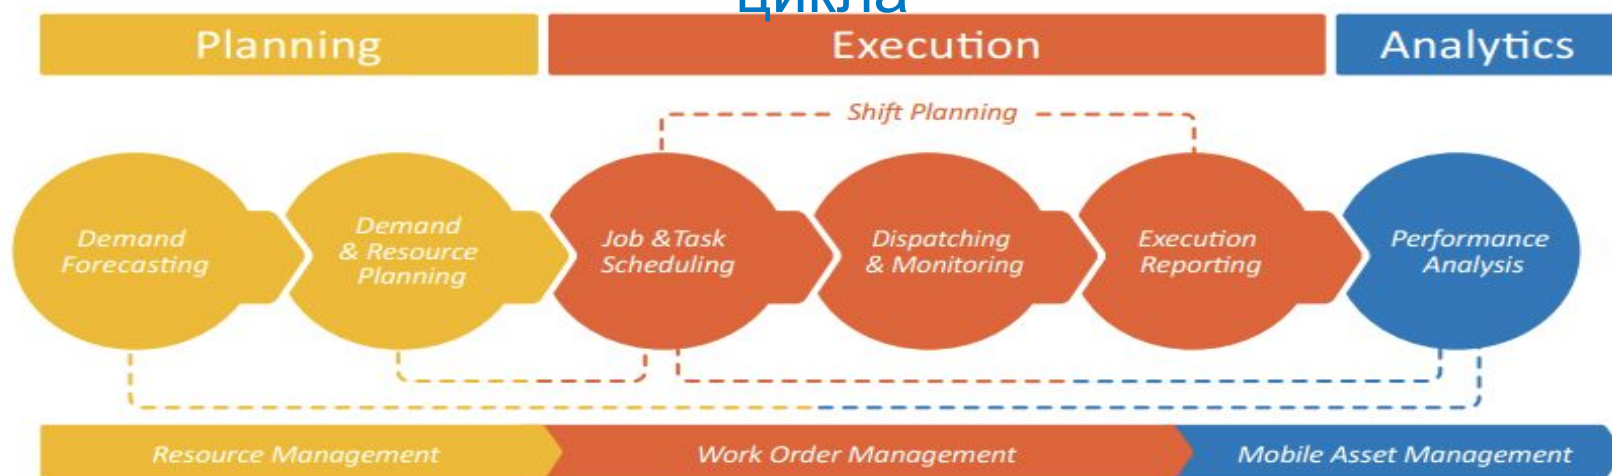 цикла
Planning
Execution
Analytics
Shift Planning
Demand
Forecasting
Demand
& Resource
Planning
Job &Task
Scheduling
Dispatching
& Monitoring
Execution
Reporting
Performance
Analysis
Resource Management
Work Order Management
Mobile Asset Management